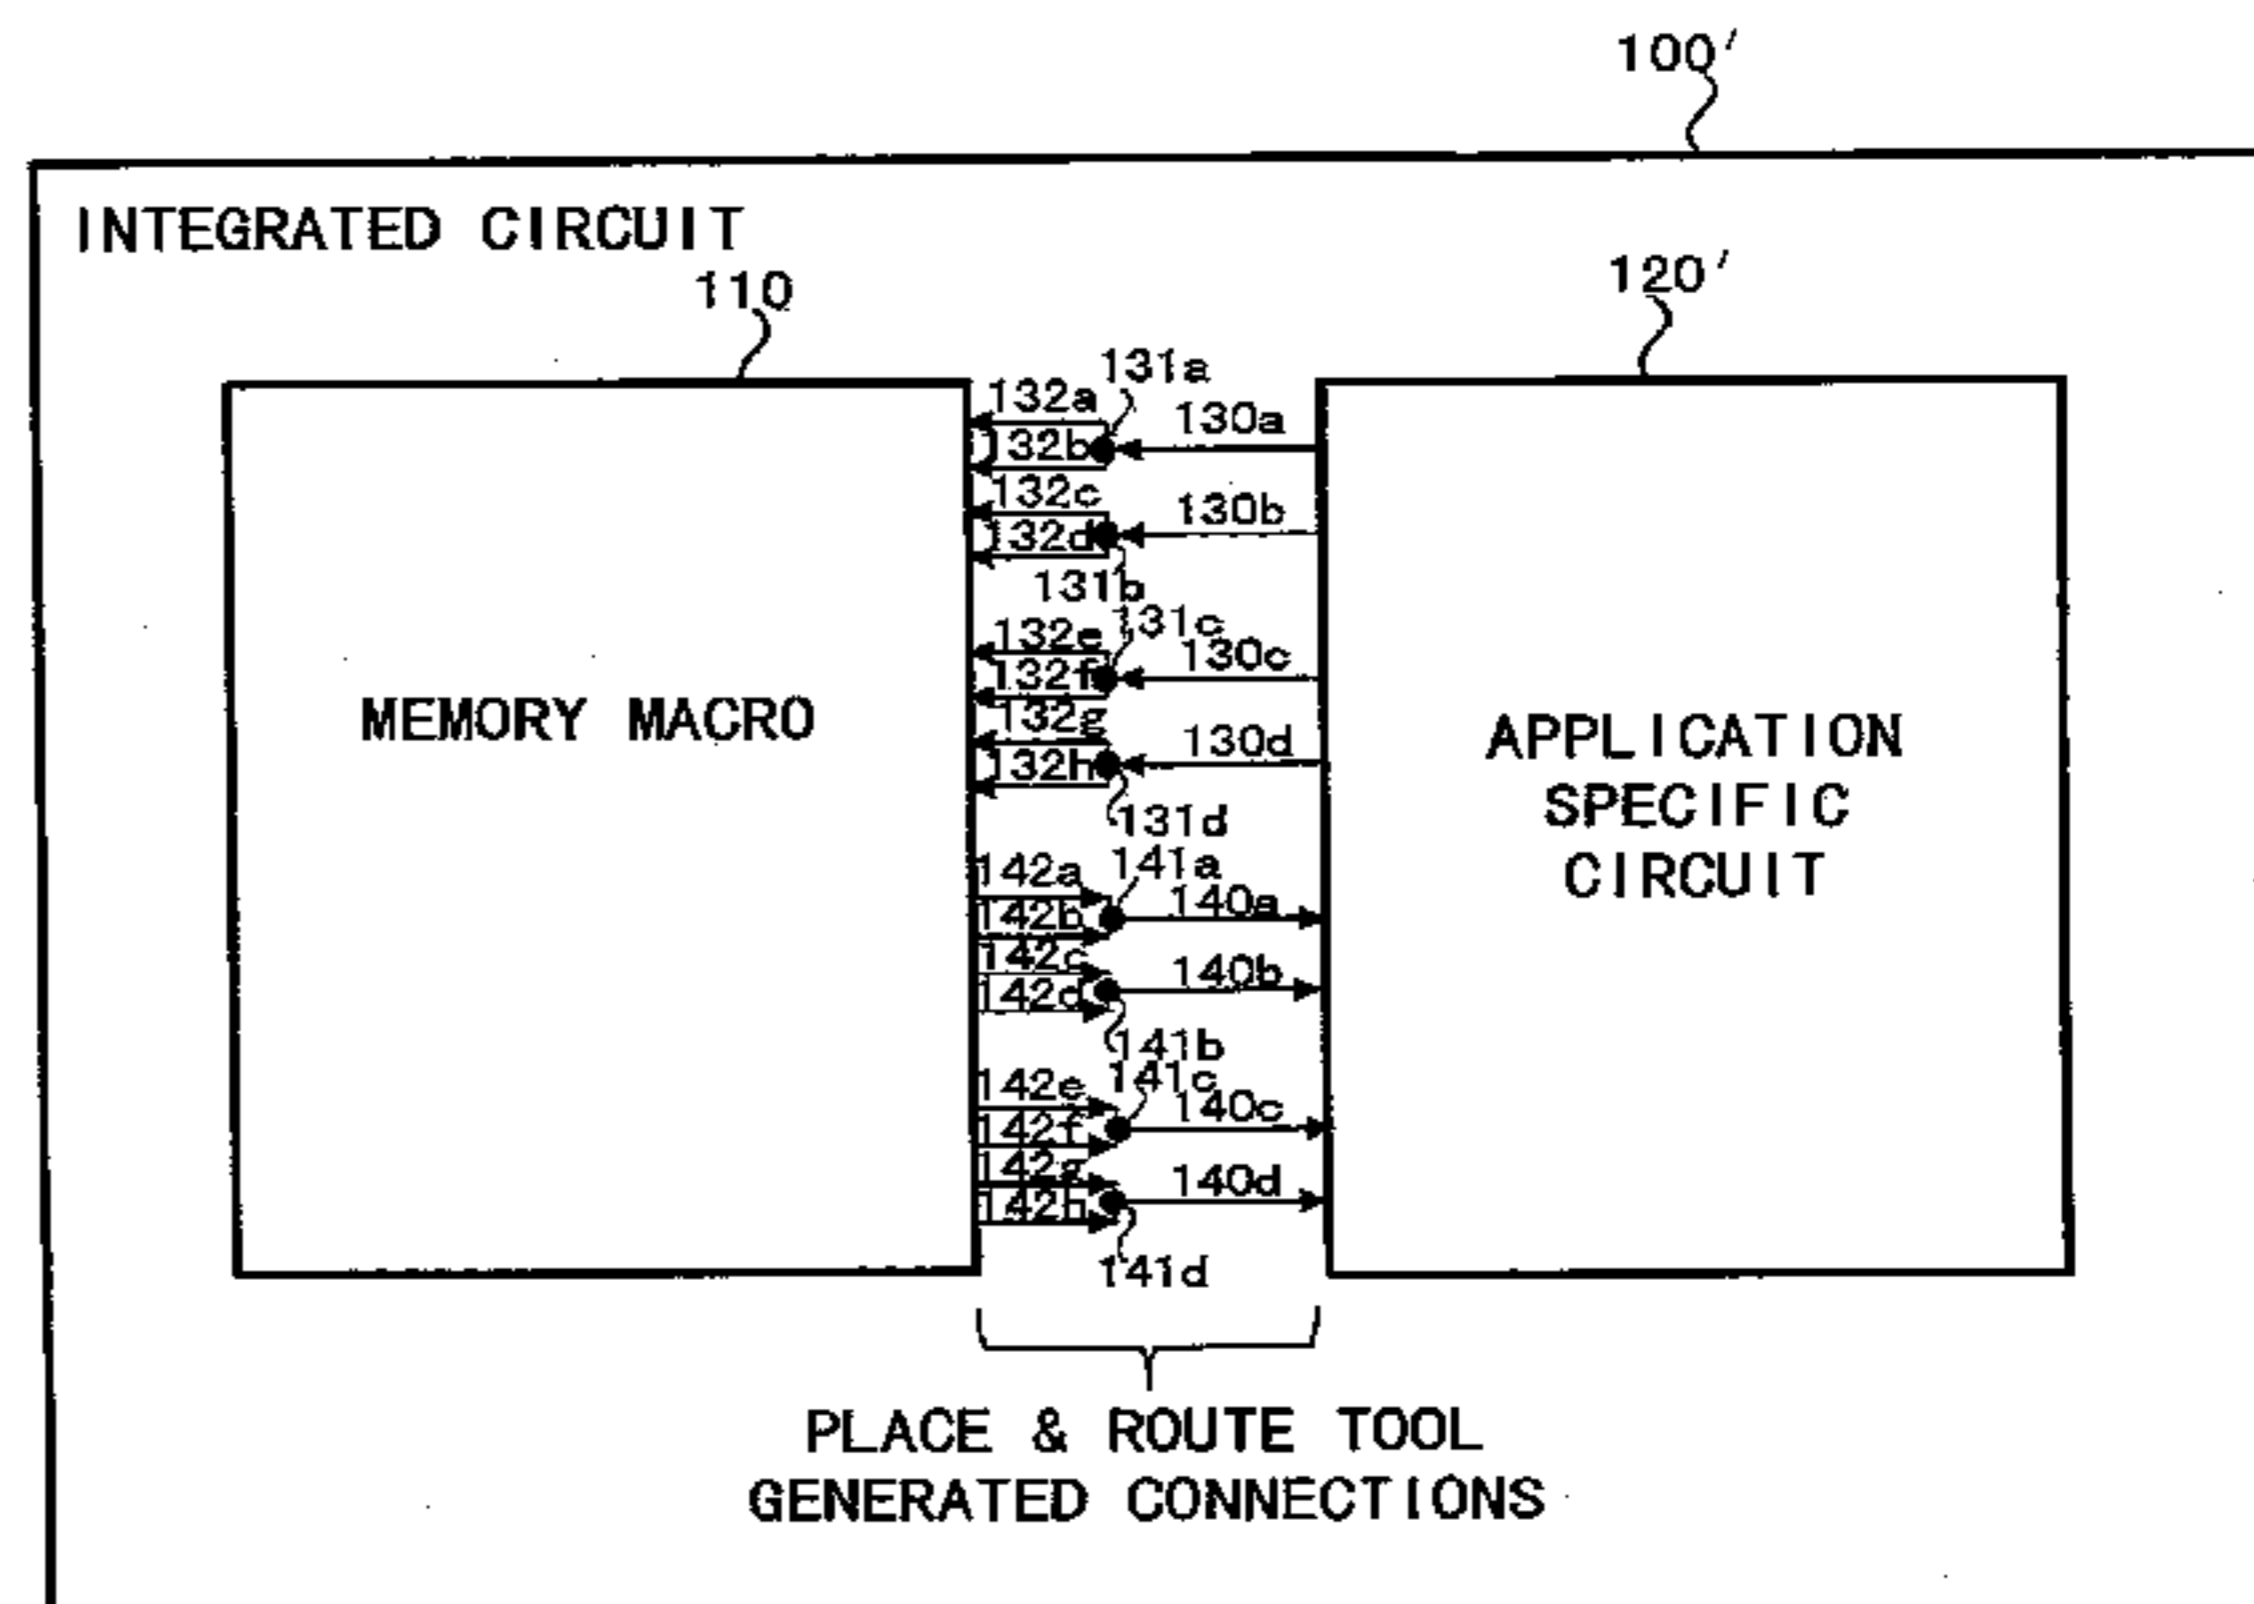 100'
INTEGRATED CIRCUIT
110
120'
131a
132a
130a
132b
132c
130b
132d
131b
131c
132e
130c
132f
132g
130d
132h
131d
MEMORY MACRO
APPLICATION
SPECIFIC
CIRCUIT
142a
141a
140a
142b
142c
140b
142d
141b
142e
141c
140c
142f
142g
140d
142h
141d
PLACE & ROUTE TOOL
GENERATED CONNECTIONS